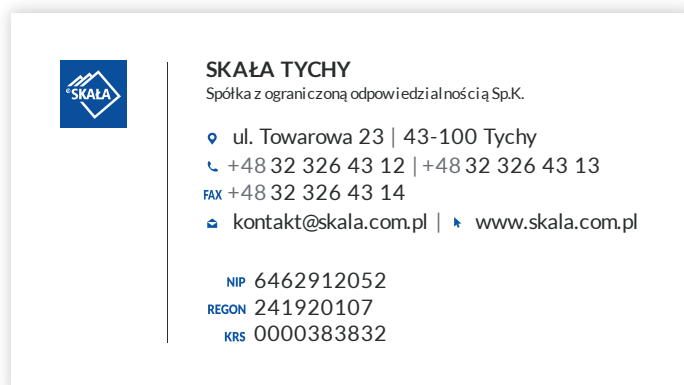 SKAŁA
SKAŁA TYCHY
Spółka z ograniczoną odpowiedzialnością Sp.K.
ul. Towarowa 23 | 43-100 Tychy
+48 32 326 43 12 | +48 32 326 43 13
FAX +48 32 326 43 14
kontakt@skala.com.pl | www.skala.com.pl
NIP 6462912052
REGON 241920107
KRS 0000383832